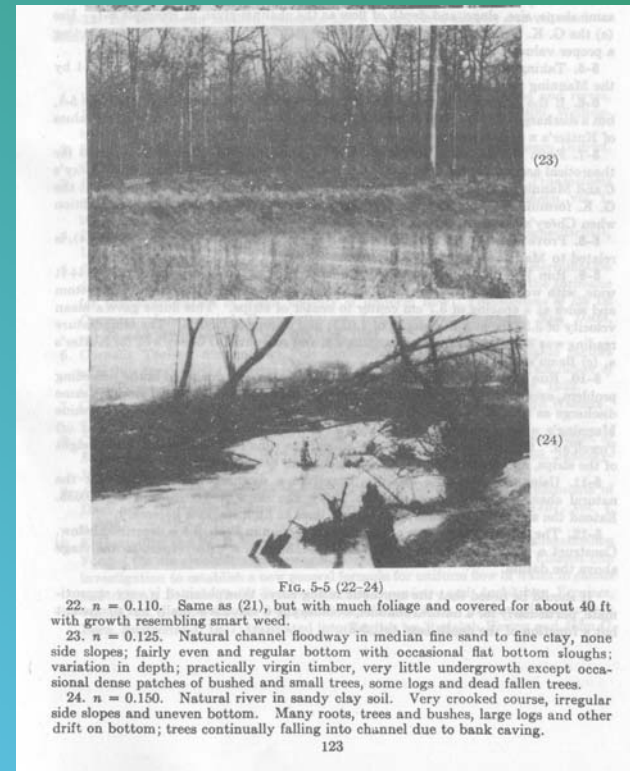 (23)
(24)
FIG. 5-5 (22-24)
22. n = 0.110. Same as (21), but with much foliage and covered for about 40 ft
with growth resembling smart weed.
23. n = 0.125. Natural channel floodway in median fine sand to fine clay, none
side slopes; fairly even and regular bottom with occasional flat bottom sloughs;
variation in depth; practically virgin timber, very little undergrowth except occa-
sional dense patches of bushed and small trees, some logs and dead fallen trees.
24. n = 0.150. Natural river in sandy clay soil. Very crooked course, irregular
side slopes and uneven bottom. Many roots, trees and bushes, large logs and other
drift on bottom; trees continually falling into channel due to bank caving.
123